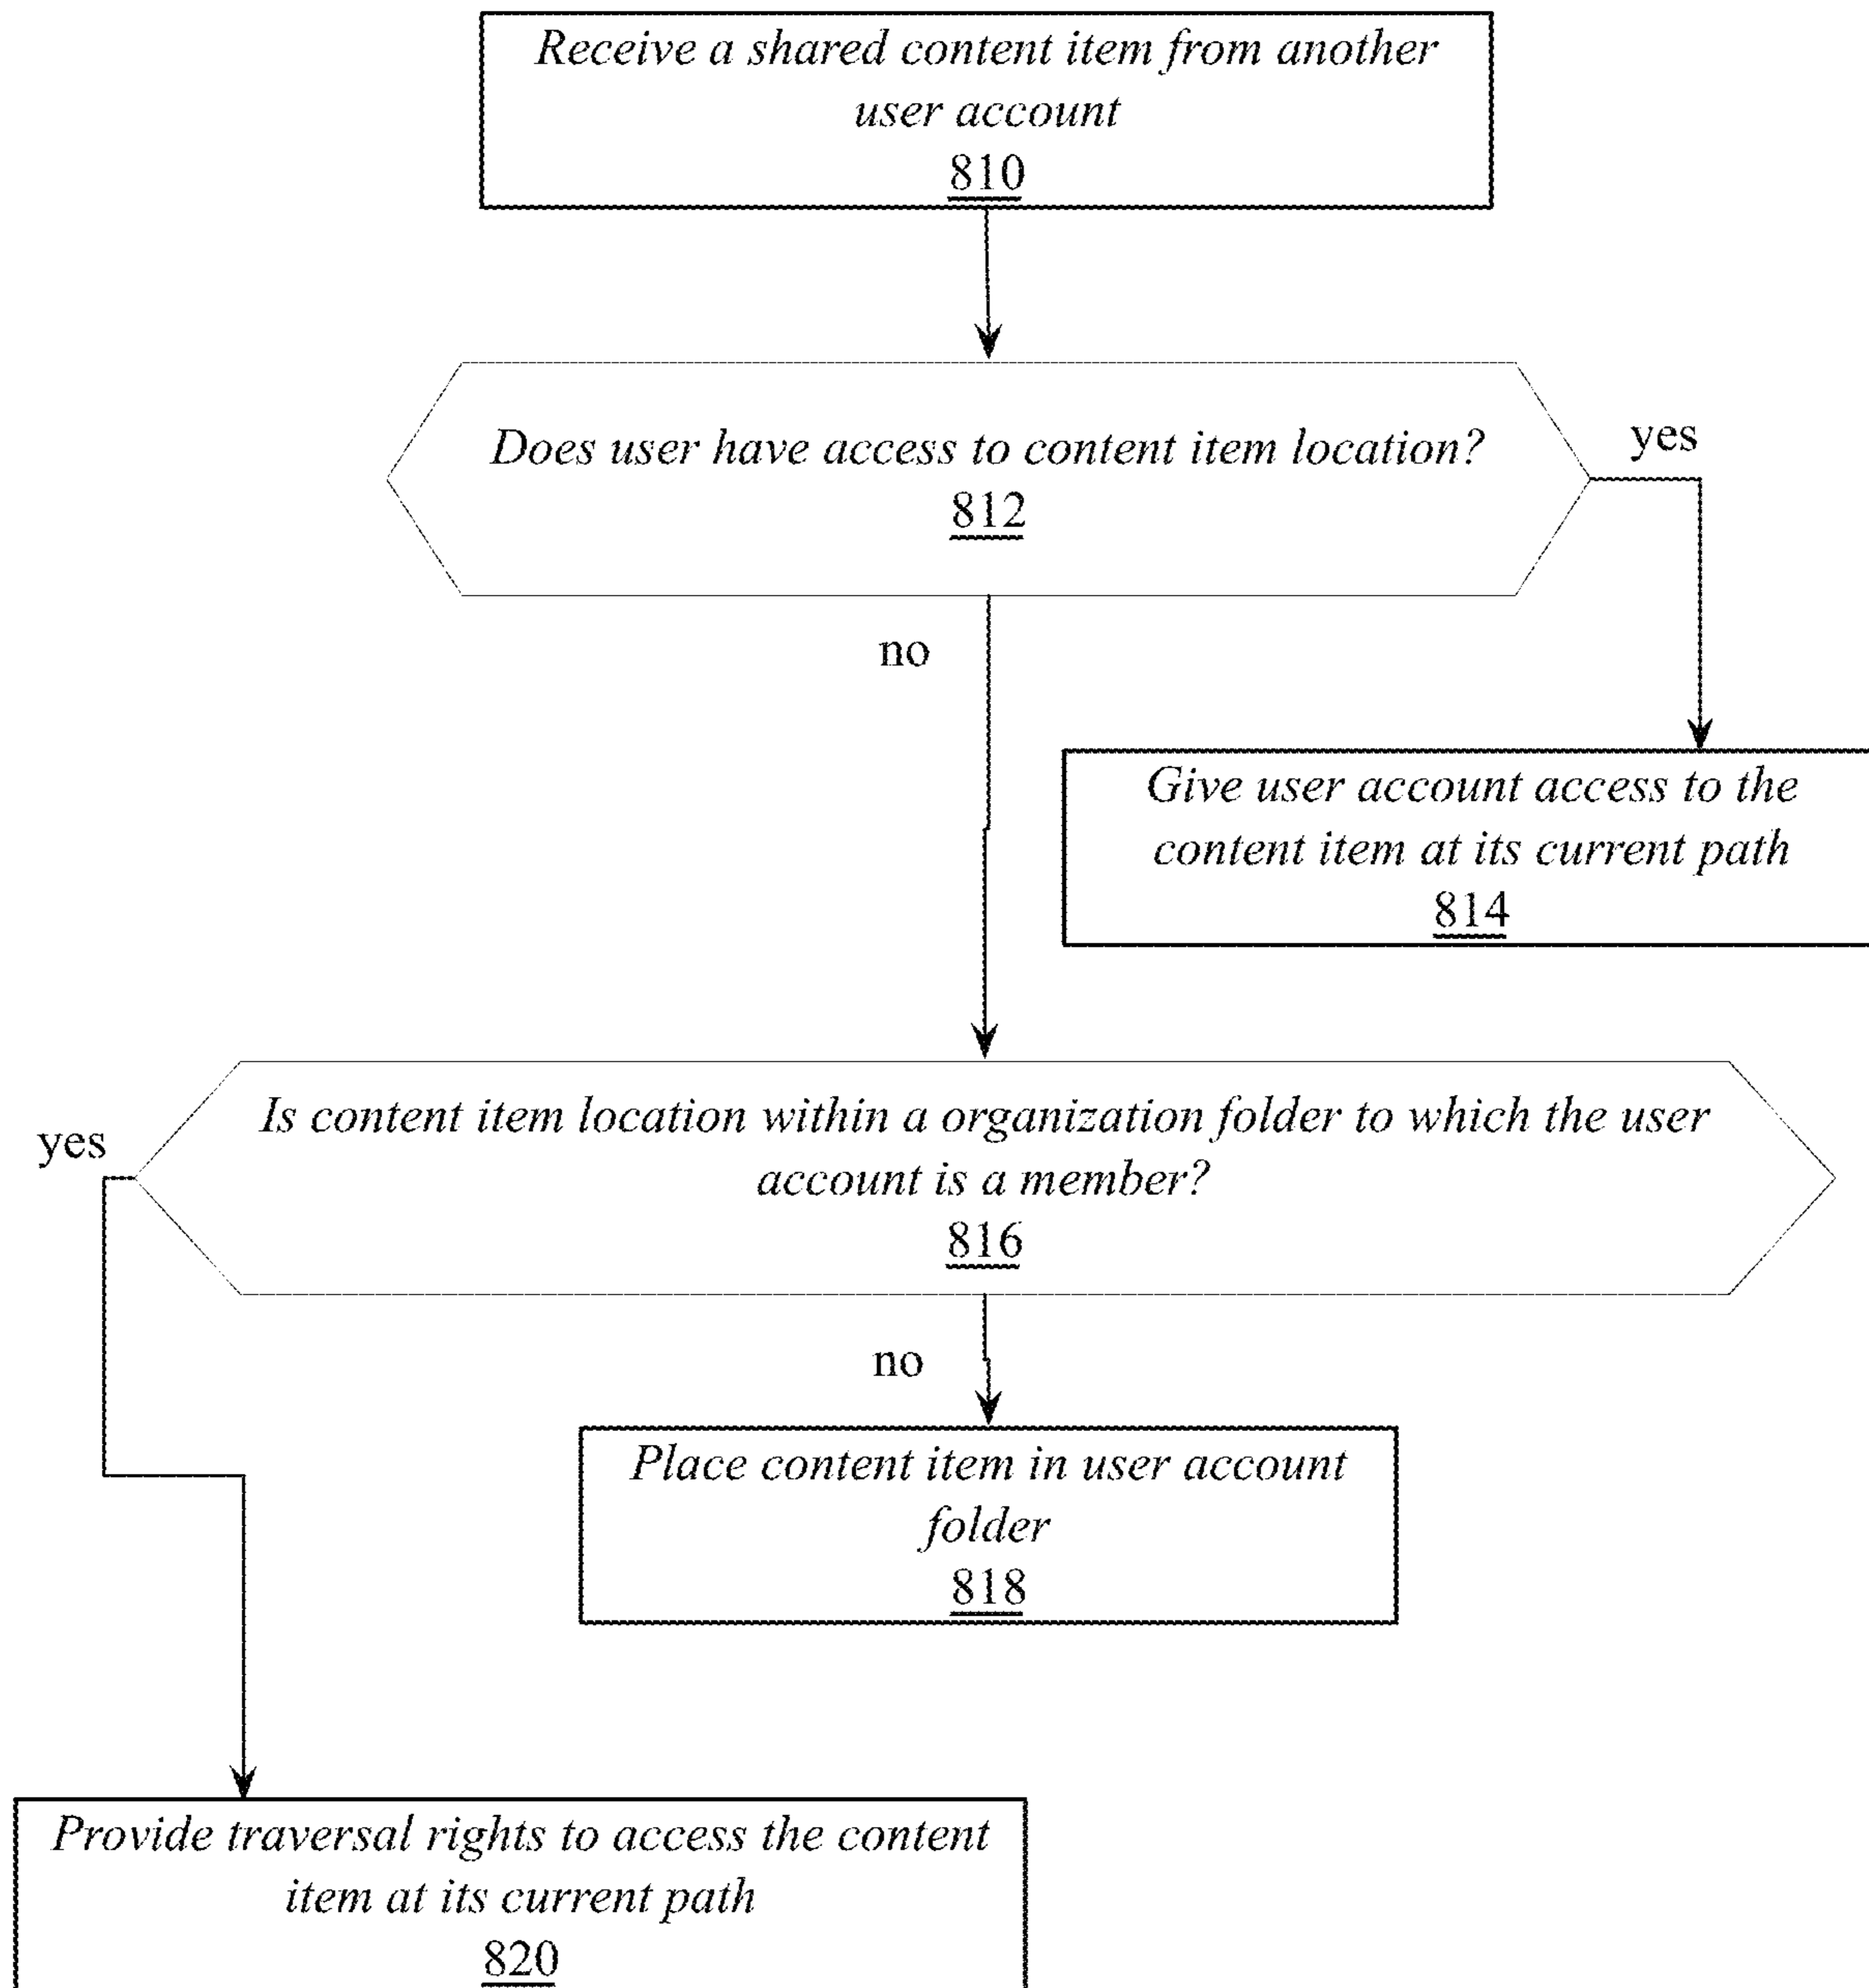 Receive a shared content item from another
user account
810
Does user have access to content item location?
812
yes
no
Give user account access to the
content item at its current path
814
yes
Is content item location within a organization folder to which the user
account is a member?
816
no
Place content item in user account
folder
818
Provide traversal rights to access the content
item at its current path
820